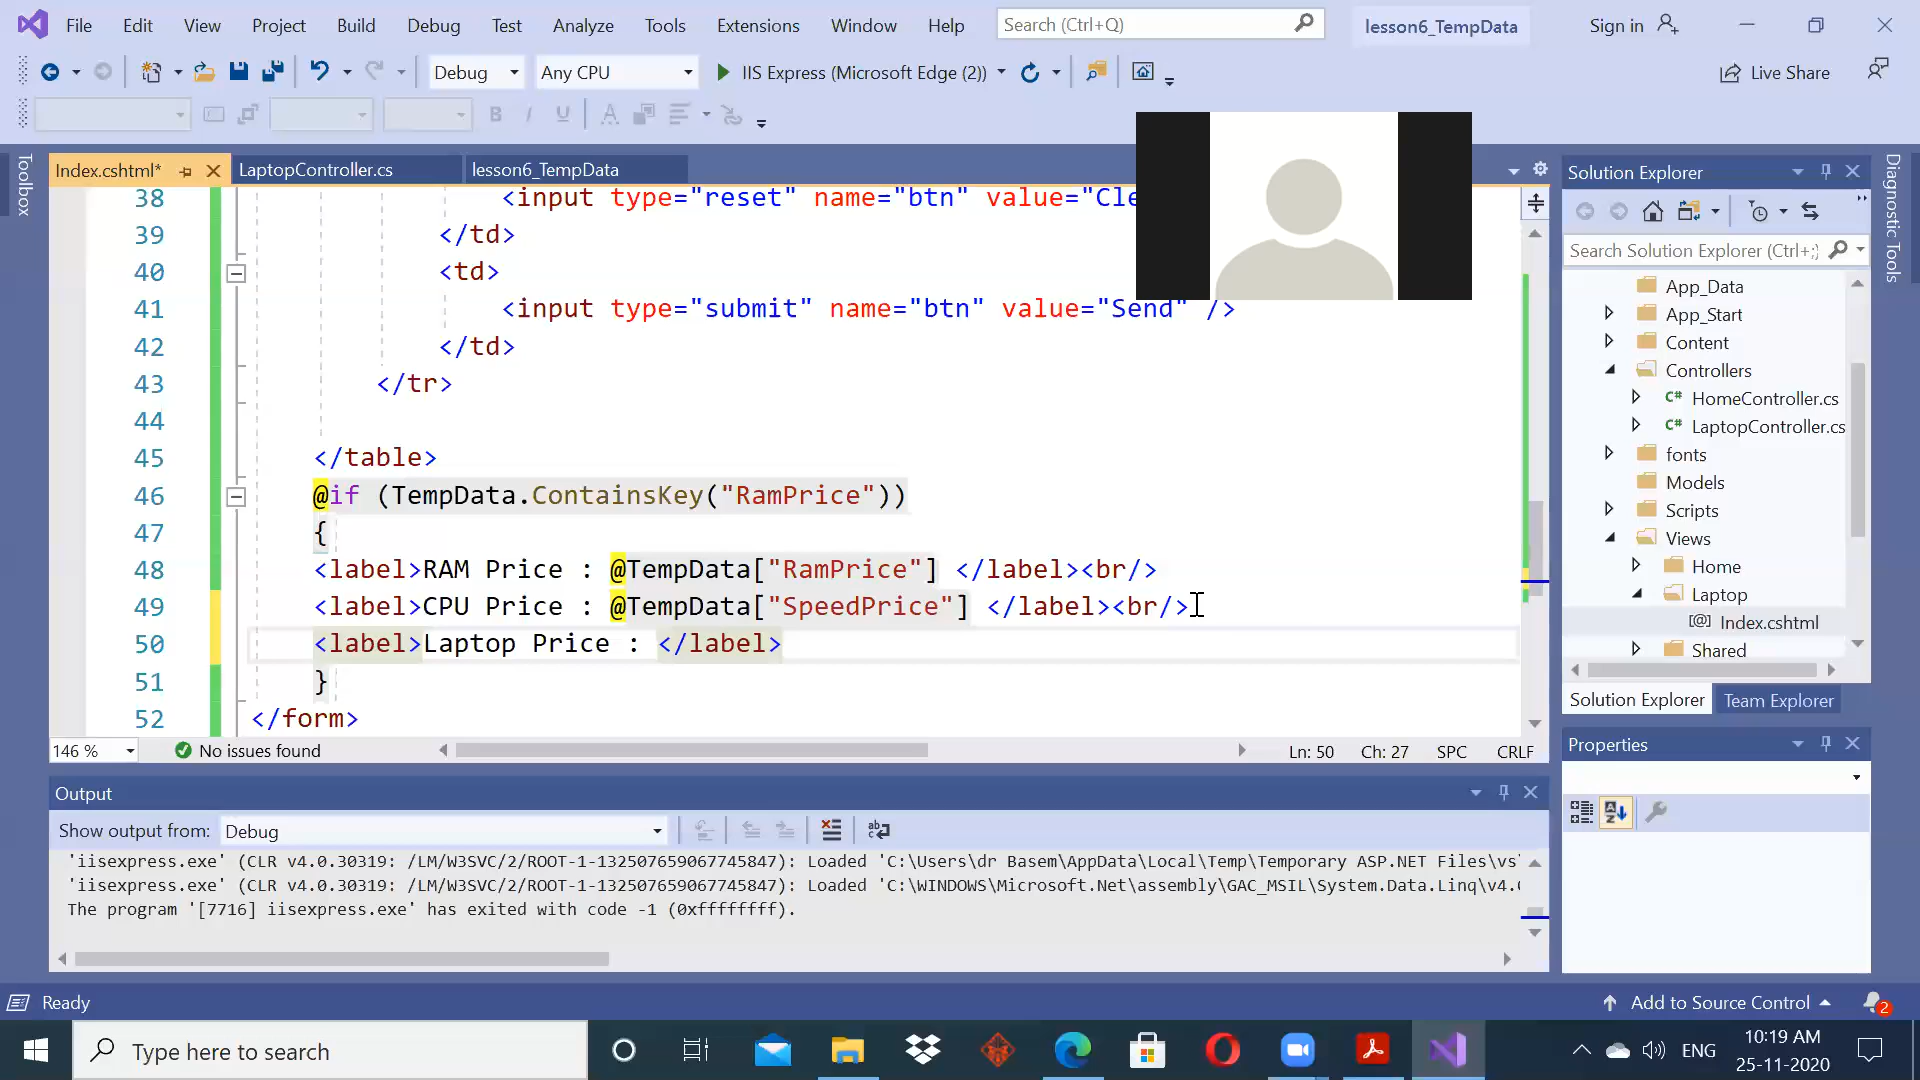 File Edit View Project Build Debug Test Analyze Tools Extensions Window Help Search (Ctrl+Q) lesson6_TempData Sign in
Debug Any CPU IIS Express (Microsoft Edge (2)) Live Share
Toolbox
Index.cshtml* LaptopController.cs lesson6_TempData
38 <input type="reset" name="btn" value="Cle
39 </td>
40 <td>
41 <input type="submit" name="btn" value="Send" />
42 </td>
43 </tr>
44
45 </table>
46 @if (TempData.ContainsKey("RamPrice"))
47 {
48 <label>RAM Price : @TempData["RamPrice"] </label><br/>
49 <label>CPU Price : @TempData["SpeedPrice"] </label><br/>
50 <label>Laptop Price : </label>
51 }
52 </form>
146 % No issues found Ln: 50 Ch: 27 SPC CRLF
Output
Show output from: Debug
'iisexpress.exe' (CLR v4.0.30319: /LM/W3SVC/2/ROOT-1-132507659067745847): Loaded 'C:\Users\dr Basem\AppData\Local\Temp\Temporary ASP.NET Files\vs
'iisexpress.exe' (CLR v4.0.30319: /LM/W3SVC/2/ROOT-1-132507659067745847): Loaded 'C:\WINDOWS\Microsoft.Net\assembly\GAC_MSIL\System.Data.Linq\v4.
The program '[7716] iisexpress.exe' has exited with code -1 (0xffffffff).
Solution Explorer
Search Solution Explorer (Ctrl+;)
App_Data
App_Start
Content
Controllers
C# HomeController.cs
C# LaptopController.cs
fonts
Models
Scripts
Views
Home
Laptop
[@] Index.cshtml
Shared
Solution Explorer Team Explorer
Properties
Diagnostic Tools
Ready Add to Source Control 2
Type here to search ENG 10:19 AM
25-11-2020